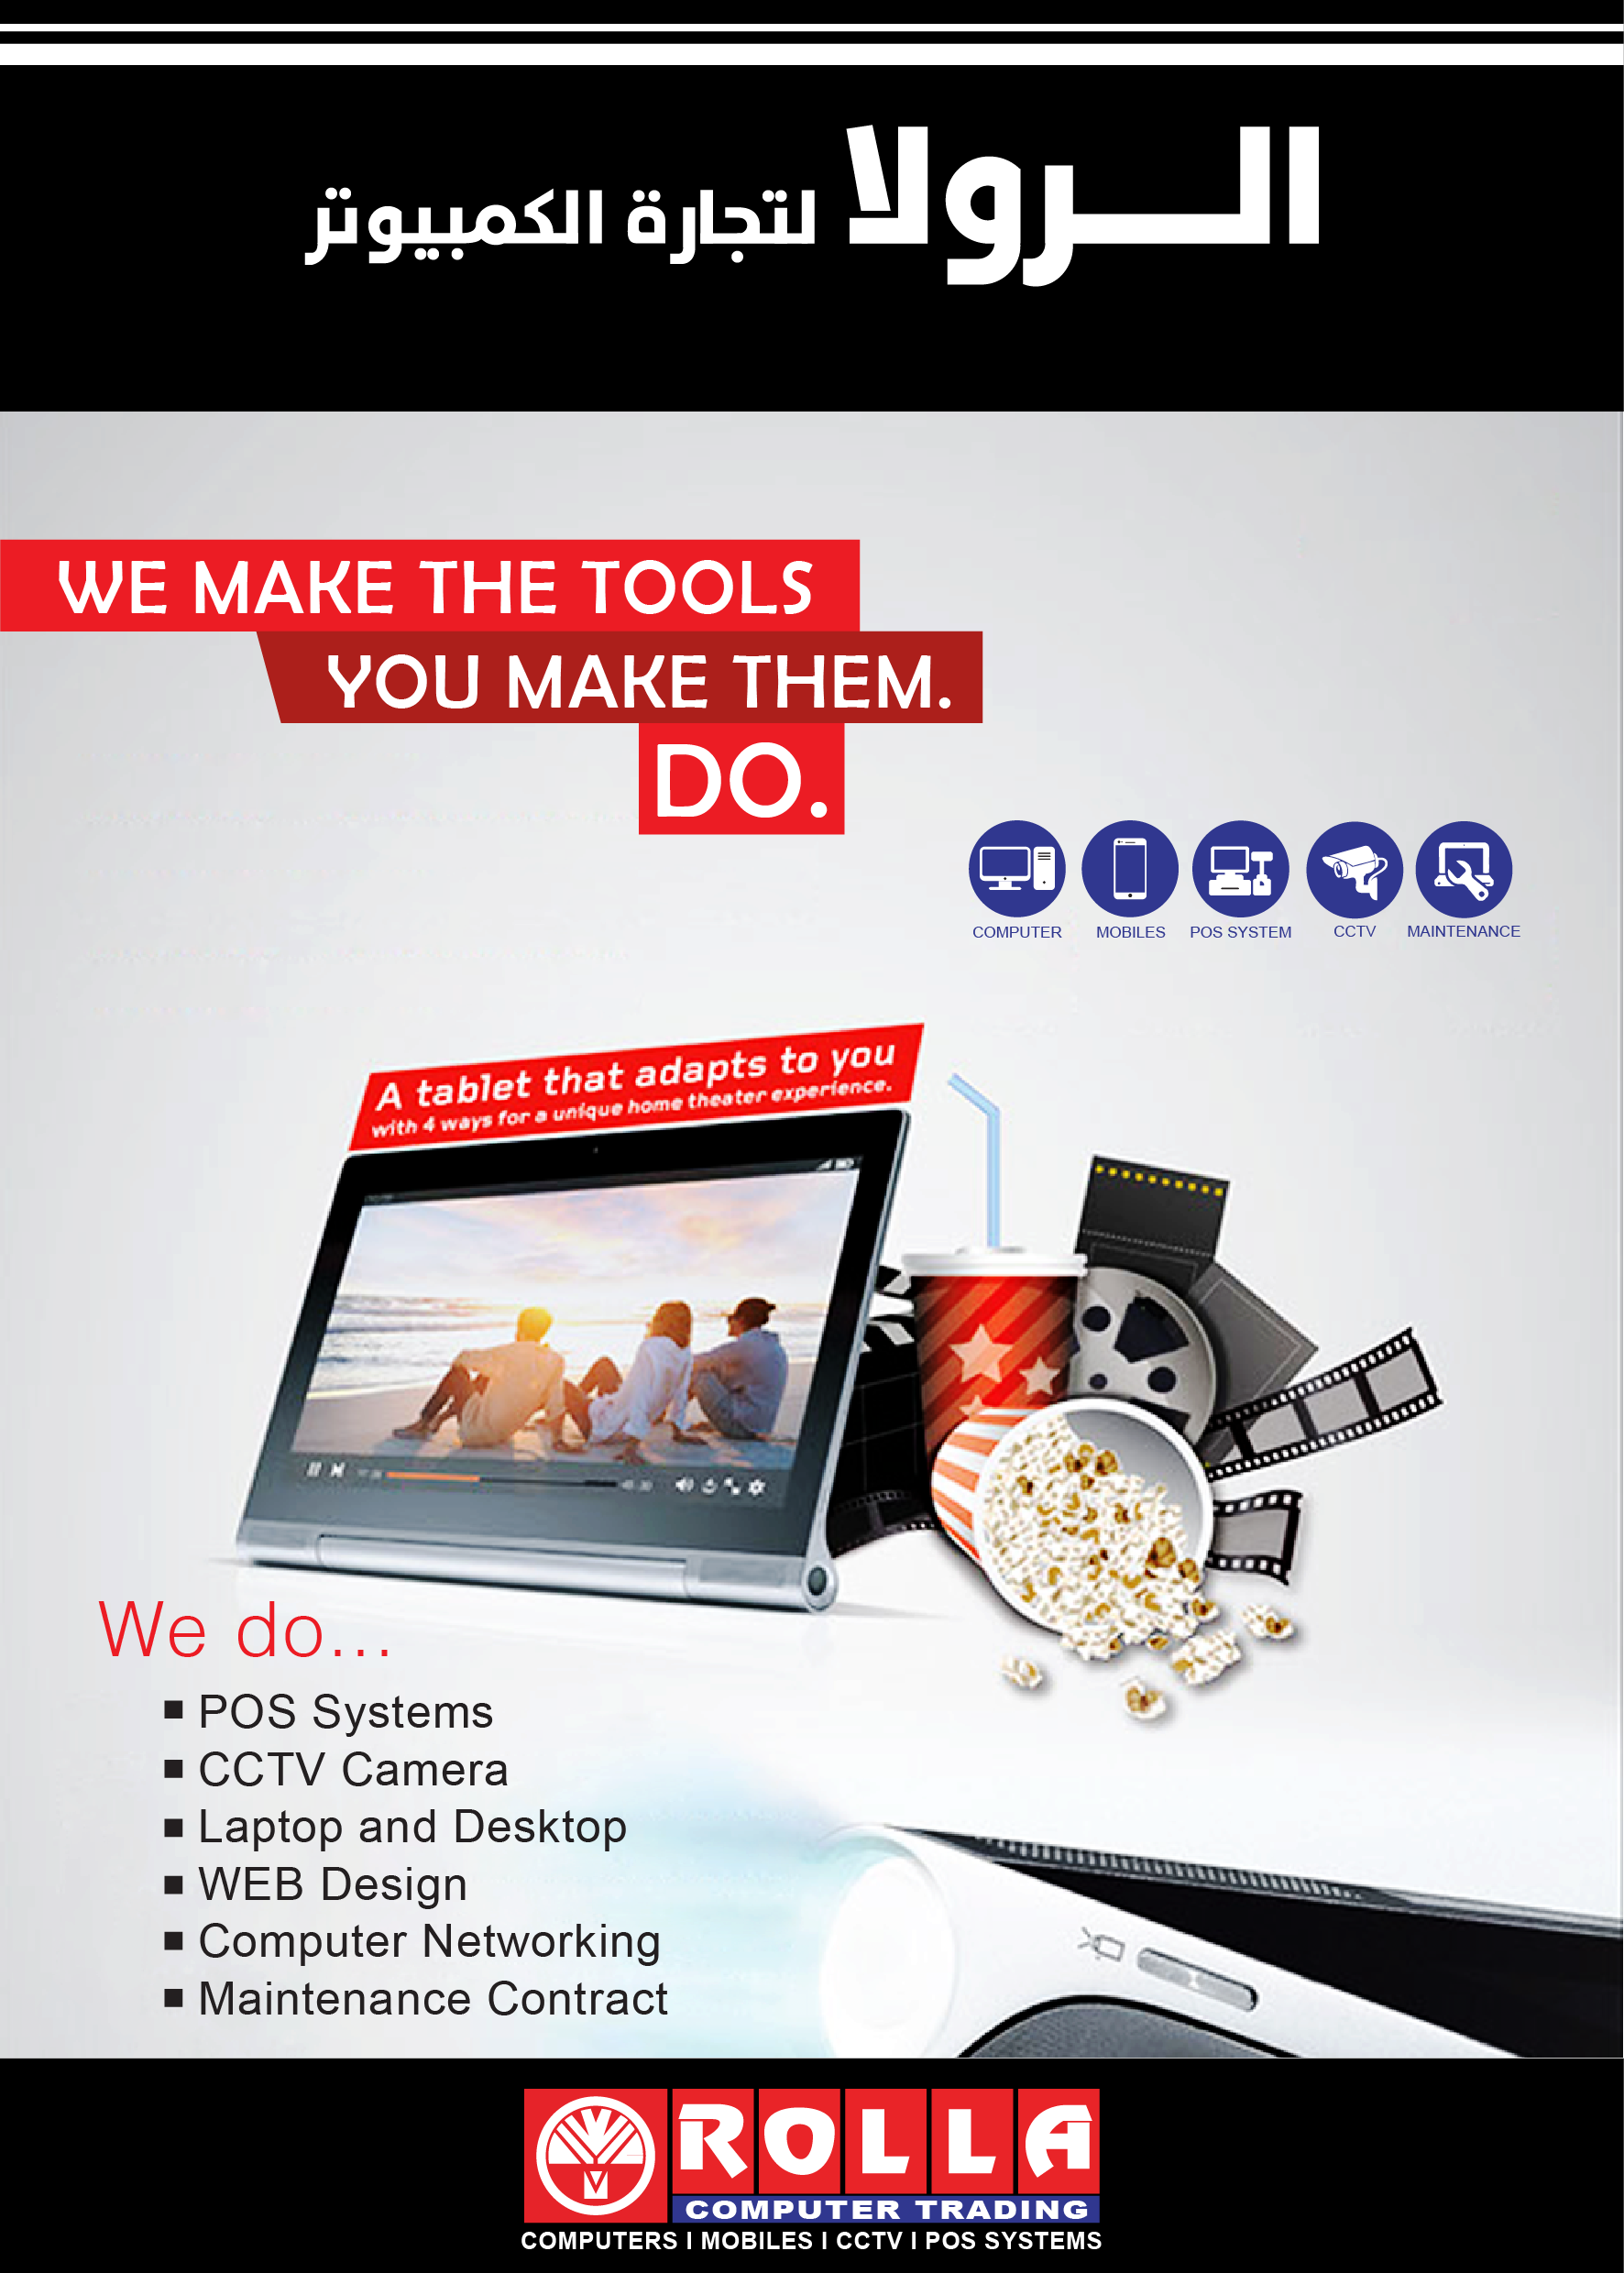 الـرولا لتجارة الكمبيوتر
WE MAKE THE TOOLS
YOU MAKE THEM.
DO.
COMPUTER
MOBILES
POS SYSTEM
CCTV
MAINTENANCE
A tablet that adapts to you
with 4 ways for a unique home theater experience.
We do...
▪ POS Systems
▪ CCTV Camera
▪ Laptop and Desktop
▪ WEB Design
▪ Computer Networking
▪ Maintenance Contract
ROLLA
COMPUTER TRADING
COMPUTERS I MOBILES I CCTV I POS SYSTEMS